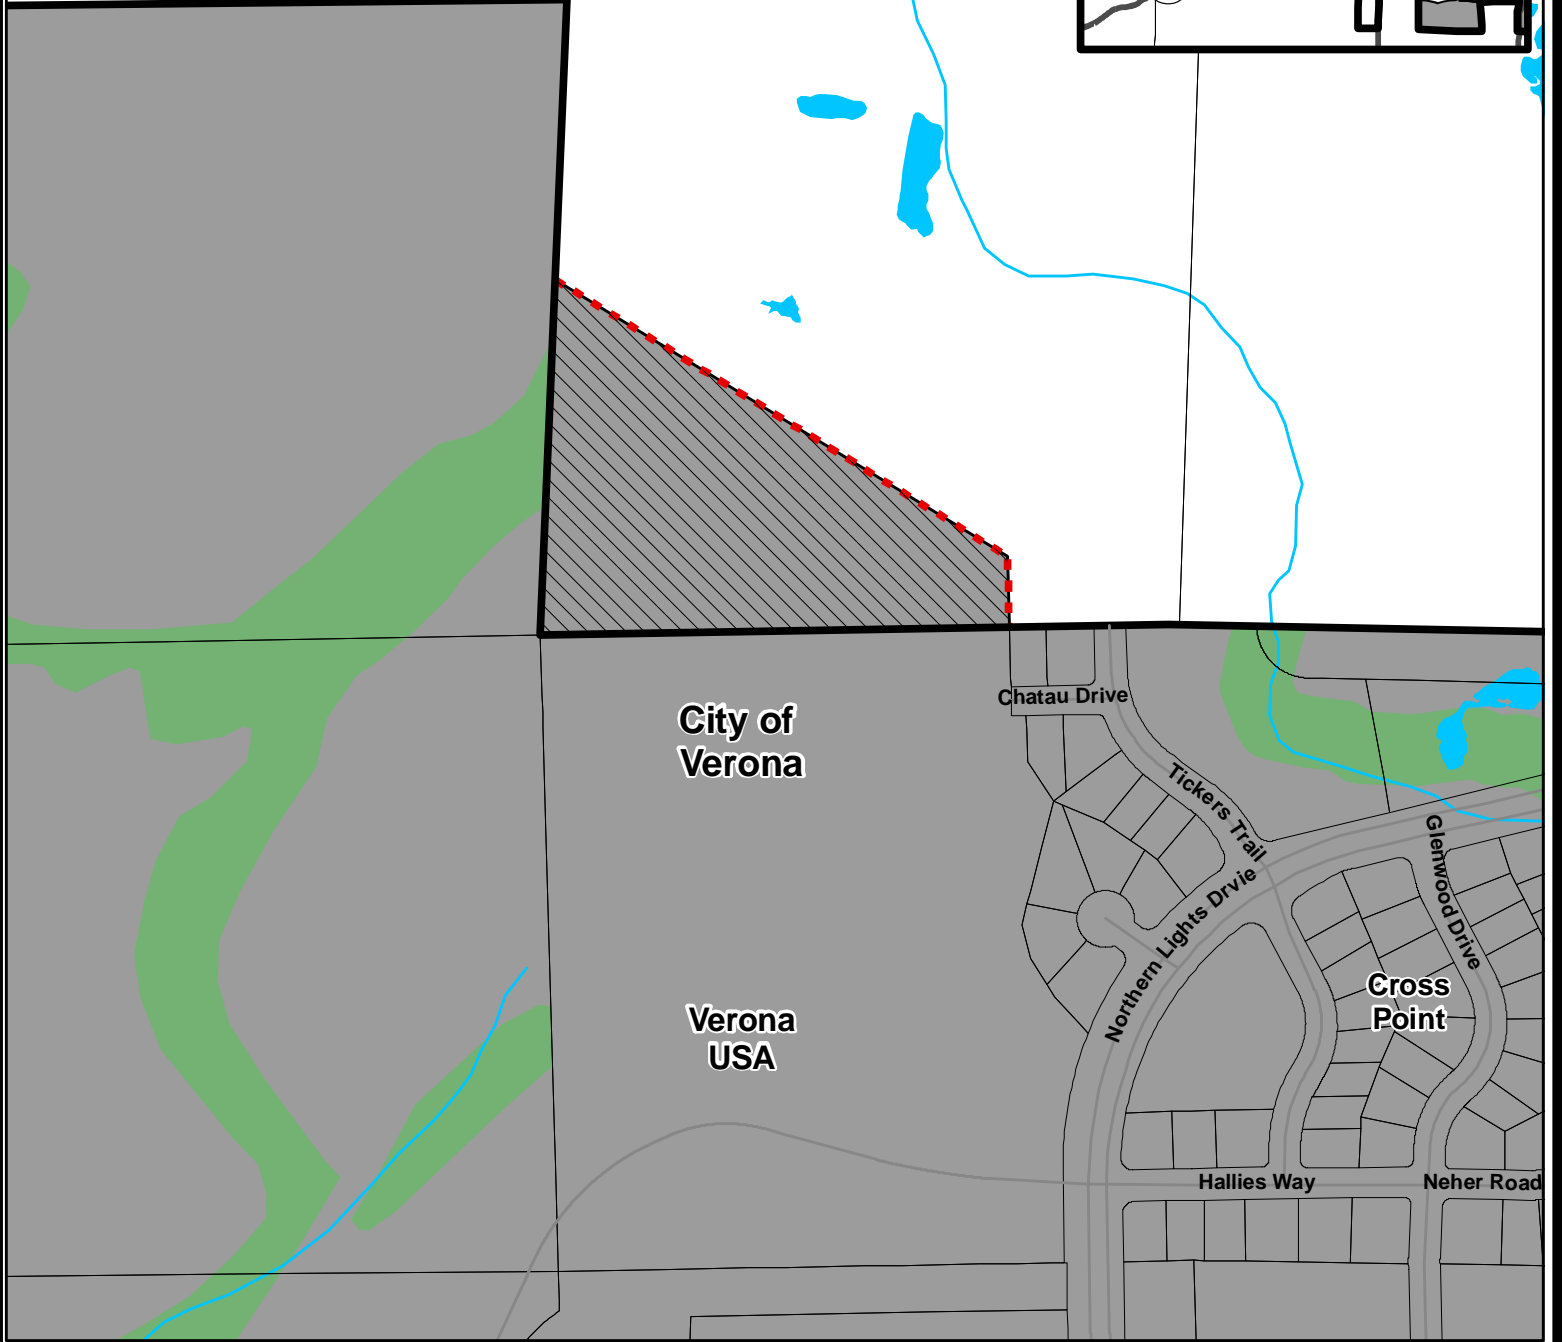 Chatau Drive
City of
Verona
Tickers Trail
Glenwood Drive
Northern Lights Drvie
Cross
Point
Verona
USA
Hallies Way
Neher Road